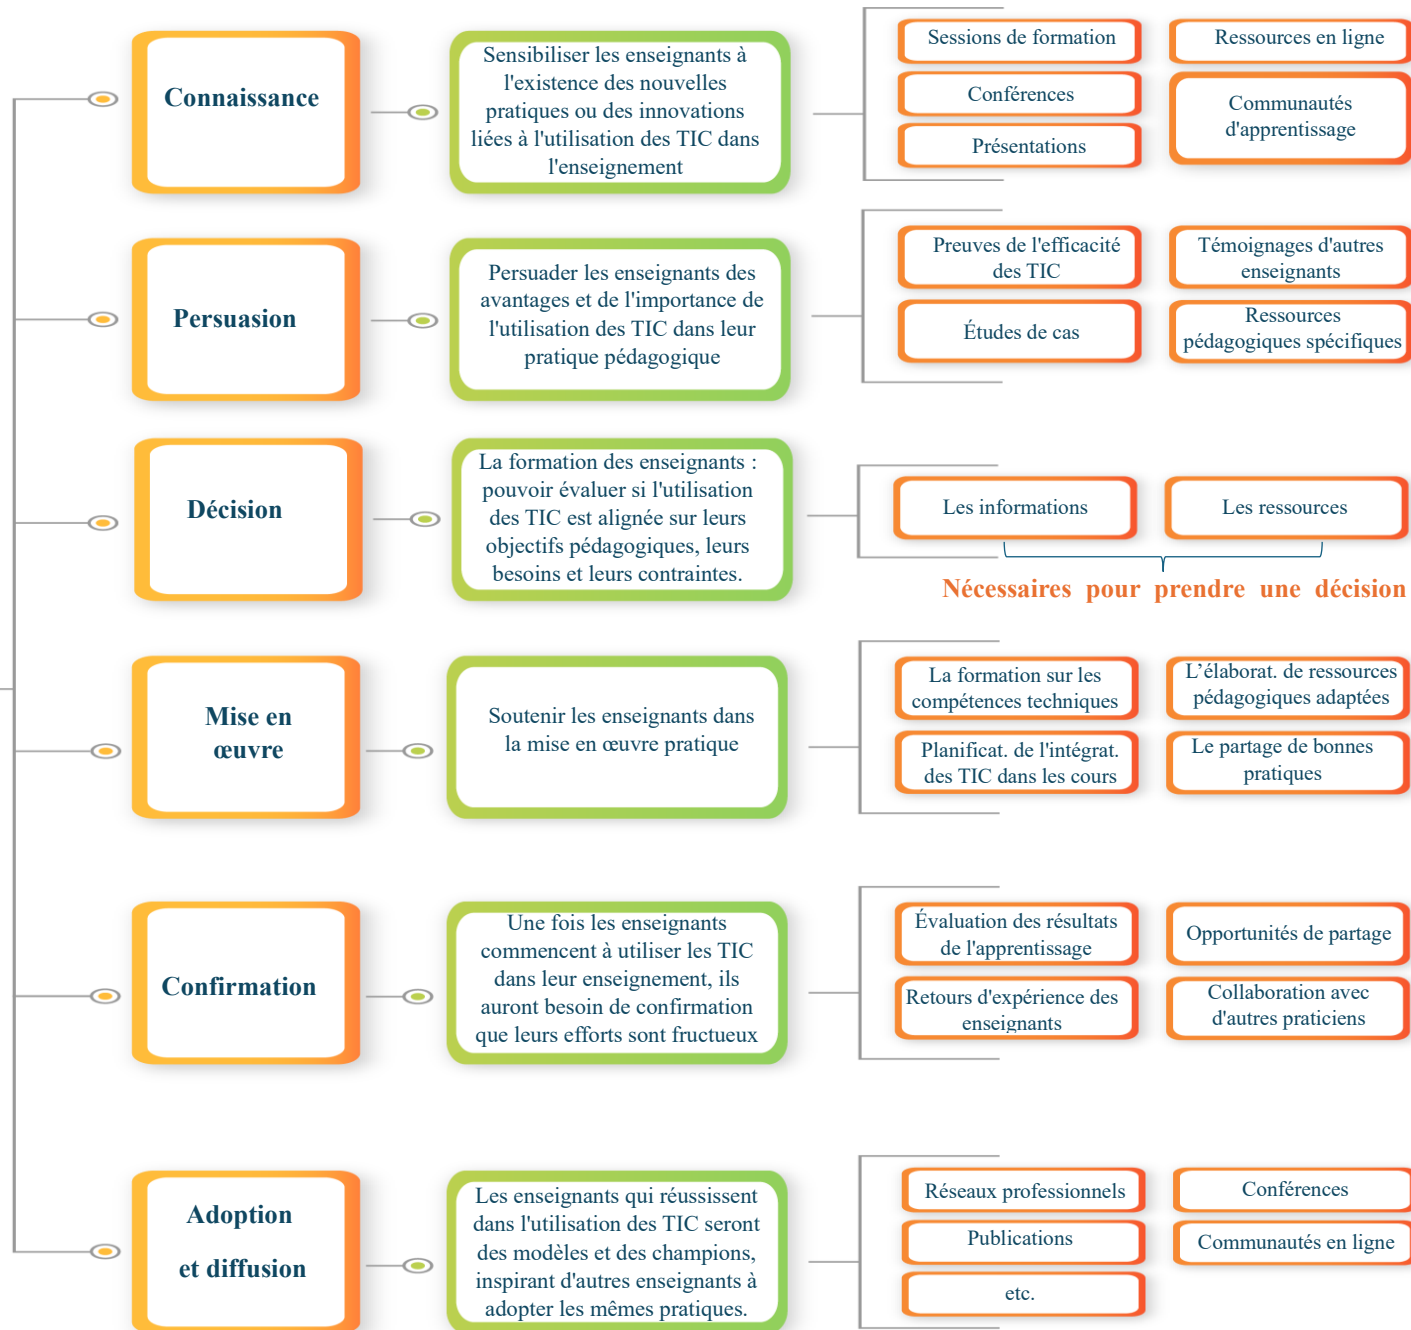 Connaissance
Sensibiliser les enseignants à
l'existence des nouvelles
pratiques ou des innovations
liées à l'utilisation des TIC dans
l'enseignement
Sessions de formation
Ressources en ligne
Conférences
Communautés
d'apprentissage
Présentations
Persuasion
Persuader les enseignants des
avantages et de l'importance de
l'utilisation des TIC dans leur
pratique pédagogique
Preuves de l'efficacité
des TIC
Témoignages d'autres
enseignants
Études de cas
Ressources
pédagogiques spécifiques
Décision
La formation des enseignants :
pouvoir évaluer si l'utilisation
des TIC est alignée sur leurs
objectifs pédagogiques, leurs
besoins et leurs contraintes.
Les informations
Les ressources
Nécessaires pour prendre une décision
Mise en
œuvre
Soutenir les enseignants dans
la mise en œuvre pratique
La formation sur les
compétences techniques
L'élaborat. de ressources
pédagogiques adaptées
Planificat. de l'intégrat.
des TIC dans les cours
Le partage de bonnes
pratiques
Confirmation
Une fois les enseignants
commencent à utiliser les TIC
dans leur enseignement, ils
auront besoin de confirmation
que leurs efforts sont fructueux
Évaluation des résultats
de l'apprentissage
Opportunités de partage
Retours d'expérience des
enseignants
Collaboration avec
d'autres praticiens
Adoption
et diffusion
Les enseignants qui réussissent
dans l'utilisation des TIC seront
des modèles et des champions,
inspirant d'autres enseignants à
adopter les mêmes pratiques.
Réseaux professionnels
Conférences
Publications
Communautés en ligne
etc.